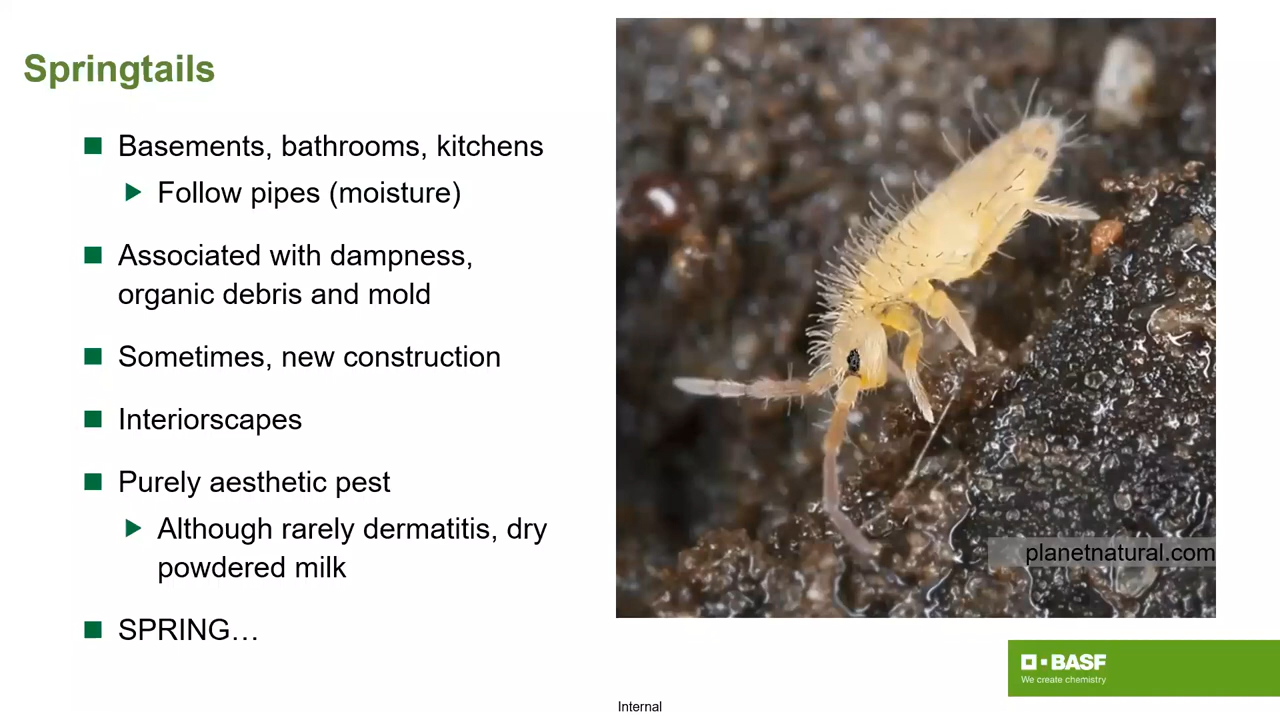 Springtails
Basements, bathrooms, kitchens
Follow pipes (moisture)
Associated with dampness,
organic debris and mold
Sometimes, new construction
Interiorscapes
Purely aesthetic pest
Although rarely dermatitis, dry
powdered milk
SPRING…
planetnatural.com
BASF
We create chemistry
Internal